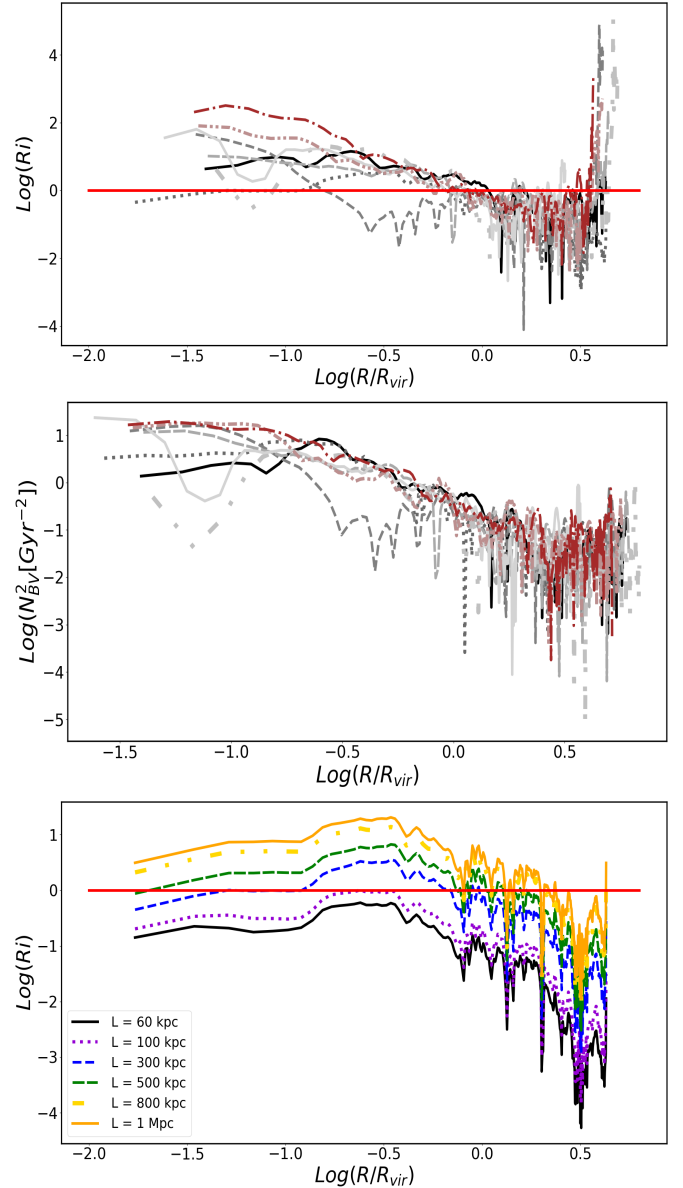 4
2
0
−2
−4
Log(Ri)
−2.0 −1.5 −1.0 −0.5 0.0 0.5
Log(R/R_vir)
1
0
−1
−2
−3
−4
−5
Log(N²_BV[Gyr⁻²])
−1.5 −1.0 −0.5 0.0 0.5
Log(R/R_vir)
1
0
−1
−2
−3
−4
Log(Ri)
L = 60 kpc
L = 100 kpc
L = 300 kpc
L = 500 kpc
L = 800 kpc
L = 1 Mpc
−2.0 −1.5 −1.0 −0.5 0.0 0.5
Log(R/R_vir)